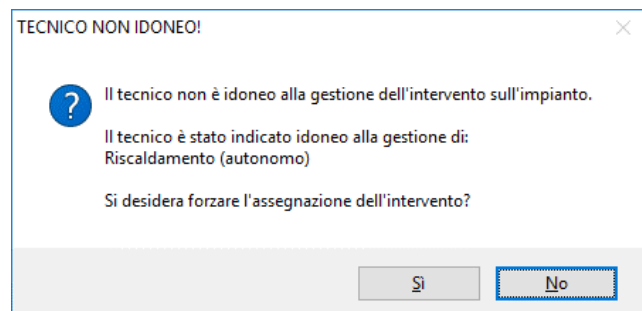 TECNICO NON IDONEO!
Il tecnico non è idoneo alla gestione dell'intervento sull'impianto.
Il tecnico è stato indicato idoneo alla gestione di:
Riscaldamento (autonomo)
Si desidera forzare l'assegnazione dell'intervento?
Sì
No